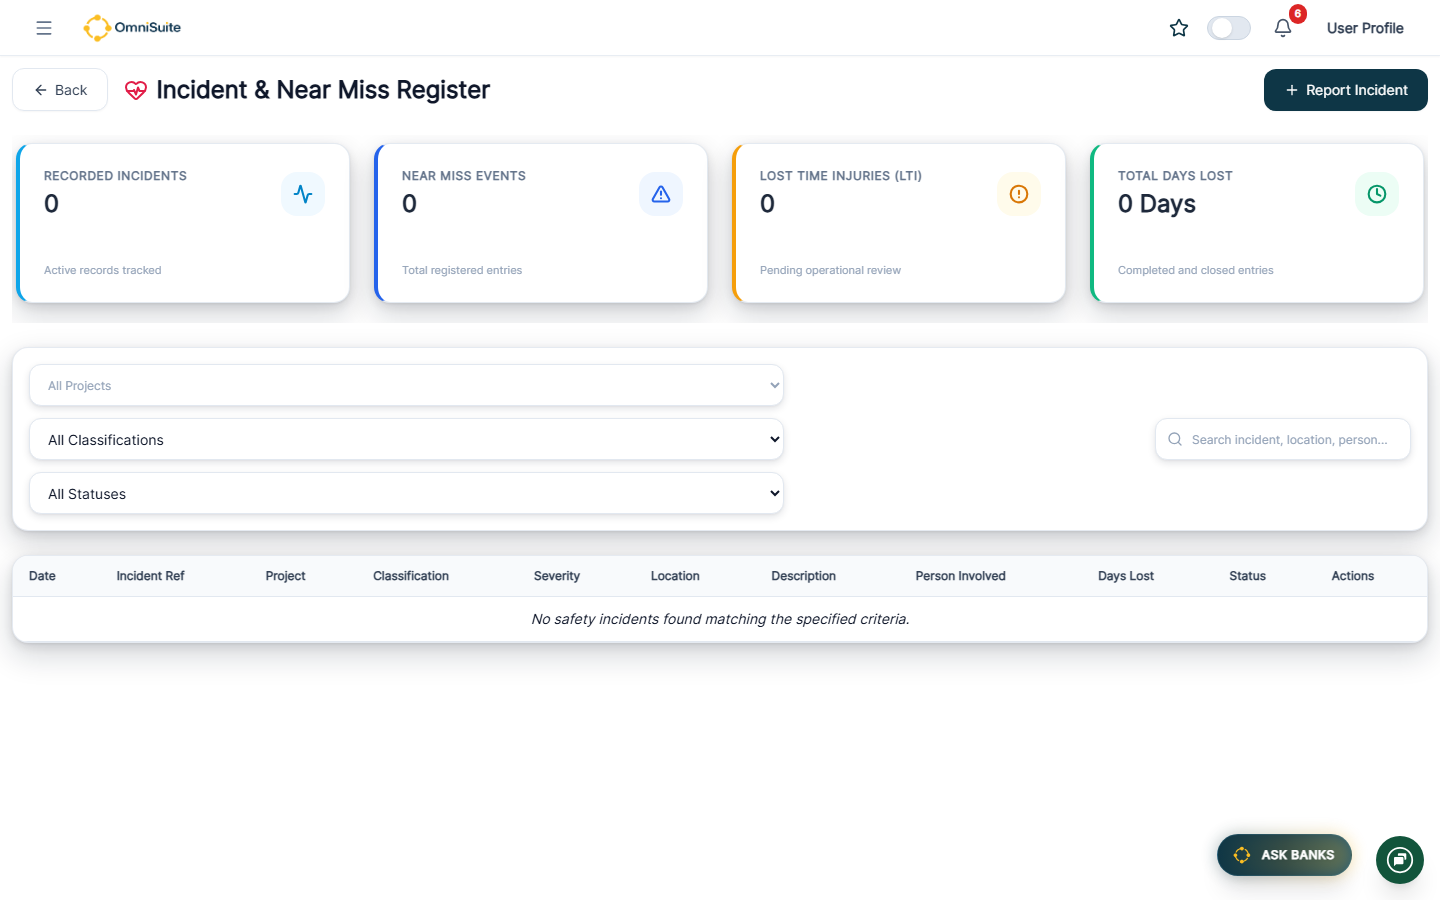 OmniSuite
6
User Profile
Back
Incident & Near Miss Register
Report Incident
RECORDED INCIDENTS
0
Active records tracked
NEAR MISS EVENTS
0
Total registered entries
LOST TIME INJURIES (LTI)
0
Pending operational review
TOTAL DAYS LOST
0 Days
Completed and closed entries
All Projects
All Classifications
All Statuses
Search incident, location, person...
Date Incident Ref Project Classification Severity Location Description Person Involved Days Lost Status Actions
No safety incidents found matching the specified criteria.
ASK BANKS